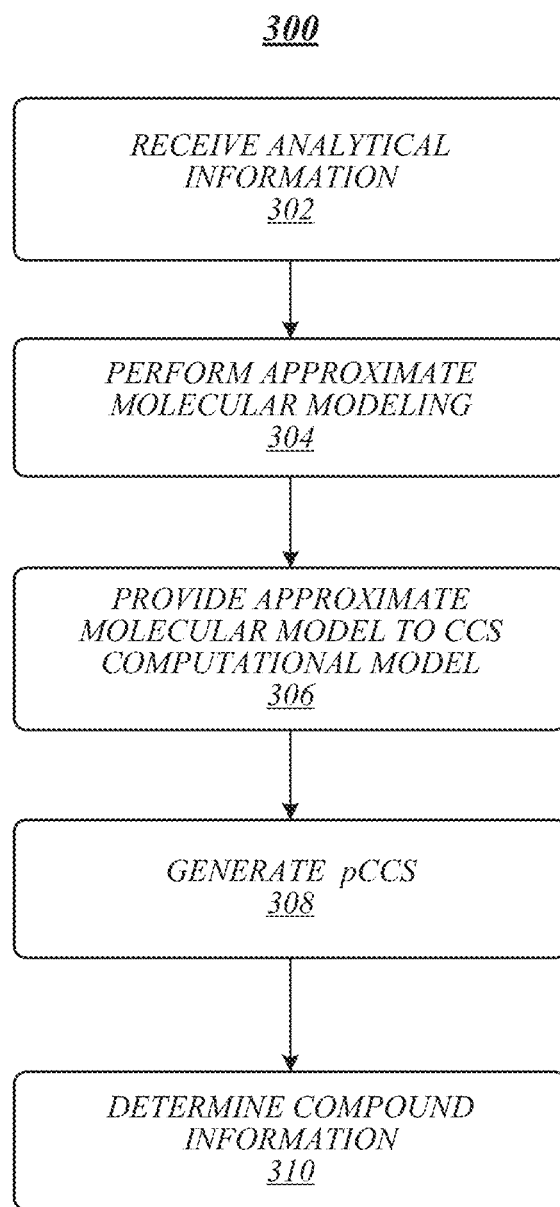 300
RECEIVE ANALYTICAL
INFORMATION
302
PERFORM APPROXIMATE
MOLECULAR MODELING
304
PROVIDE APPROXIMATE
MOLECULAR MODEL TO CCS
COMPUTATIONAL MODEL
306
GENERATE pCCS
308
DETERMINE COMPOUND
INFORMATION
310